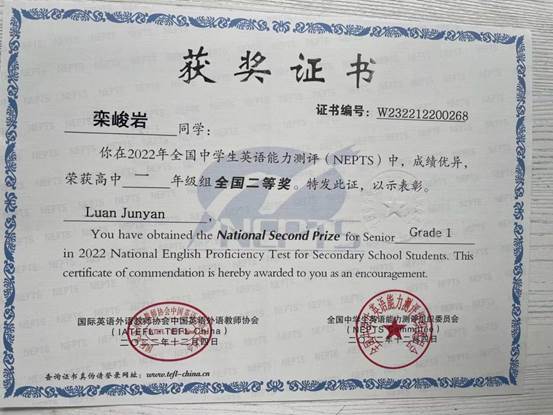 获奖证书
证书编号：W232212200268
栾峻岩 同学：
你在2022年全国中学生英语能力测评（NEPTS）中，成绩优异，
荣获高中 一 年级组全国二等奖。特发此证，以示表彰。
Luan Junyan ,
You have obtained the National Second Prize for Senior Grade 1
in 2022 National English Proficiency Test for Secondary School Students. This
certificate of commendation is hereby awarded to you as an encouragement.
国际英语外语教师协会中国英语外语教师协会
(IATEFL-TEFL China)
二〇二二年十二月四日
全国中学生英语能力测评组织委员会
(NEPTS Committee)
二〇二二年十二月四日
查询证书真伪请登录网址：www.tefl-china.cn
NEPTS